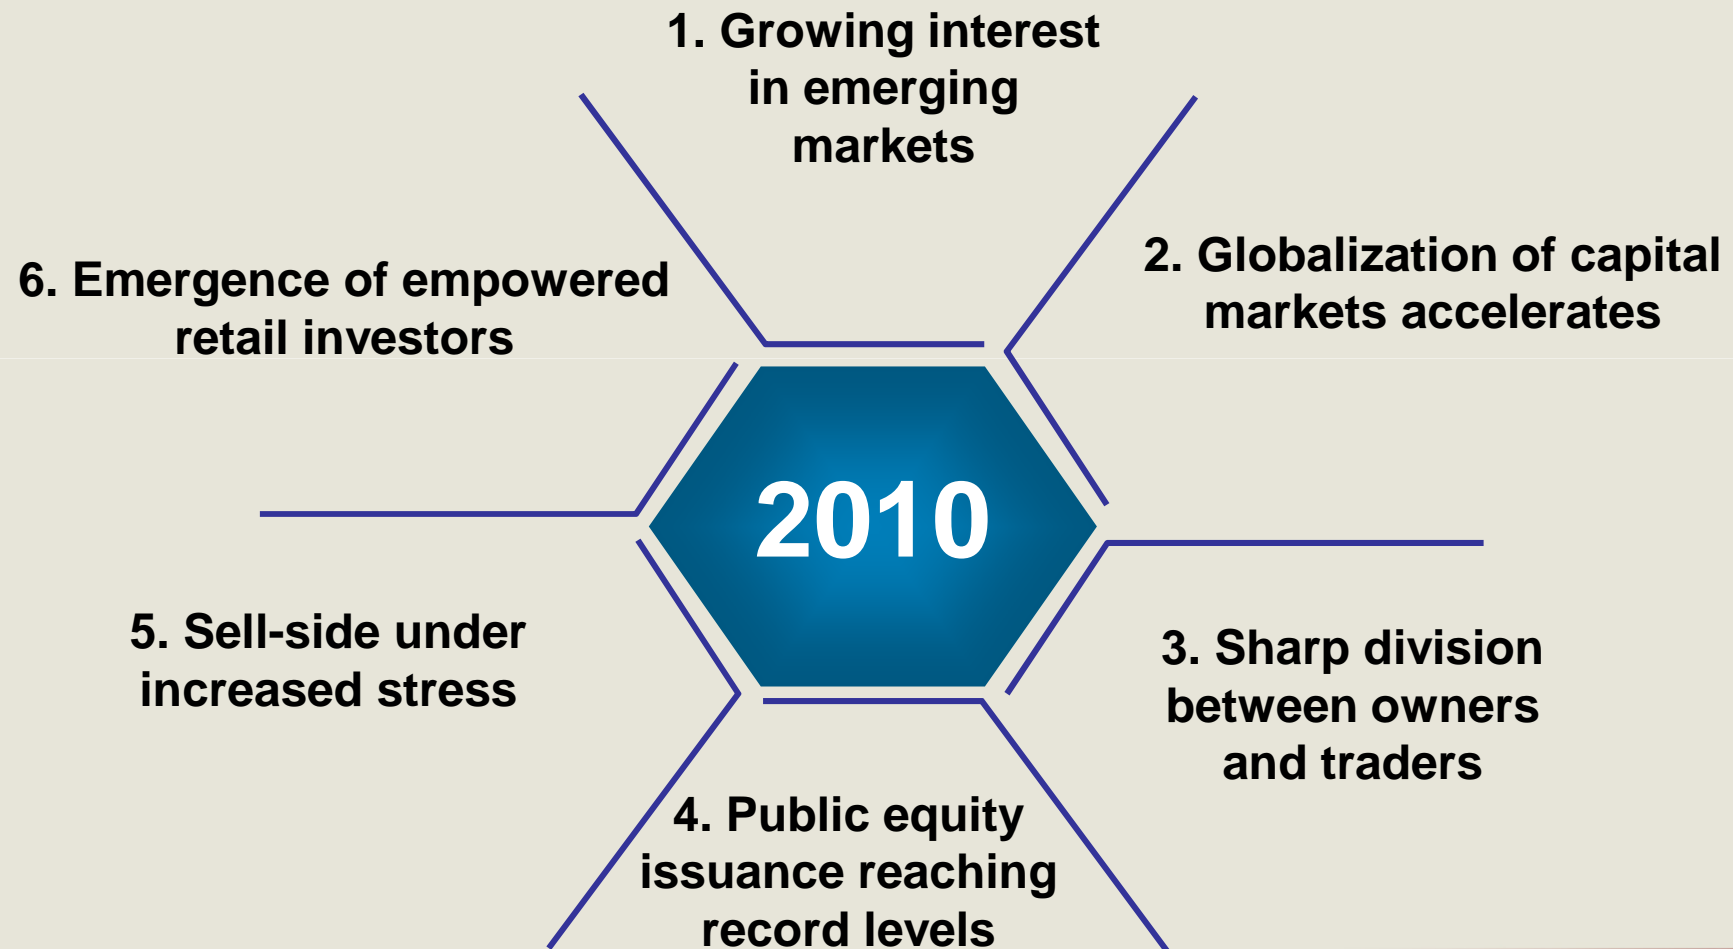 1. Growing interest
in emerging
markets
2. Globalization of capital
markets accelerates
3. Sharp division
between owners
and traders
4. Public equity
issuance reaching
record levels
5. Sell-side under
increased stress
6. Emergence of empowered
retail investors
2010